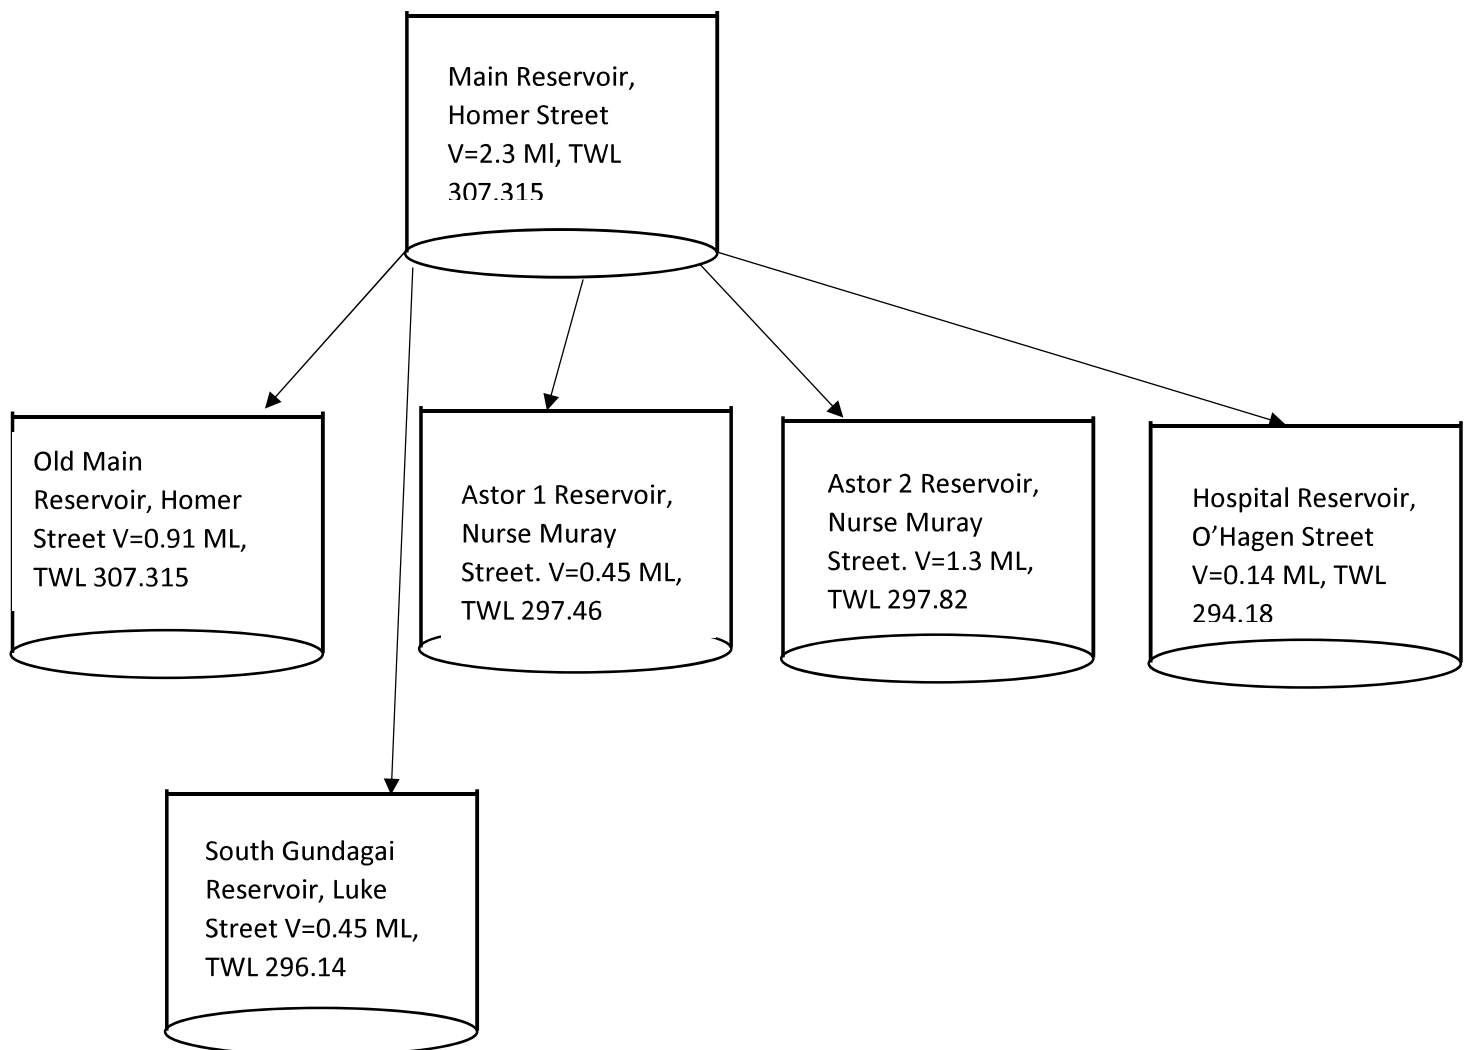 Main Reservoir,
Homer Street
V=2.3 Ml, TWL
307.315
Old Main
Reservoir, Homer
Street V=0.91 ML,
TWL 307.315
Astor 1 Reservoir,
Nurse Muray
Street. V=0.45 ML,
TWL 297.46
Astor 2 Reservoir,
Nurse Muray
Street. V=1.3 ML,
TWL 297.82
Hospital Reservoir,
O’Hagen Street
V=0.14 ML, TWL
294.18
South Gundagai
Reservoir, Luke
Street V=0.45 ML,
TWL 296.14